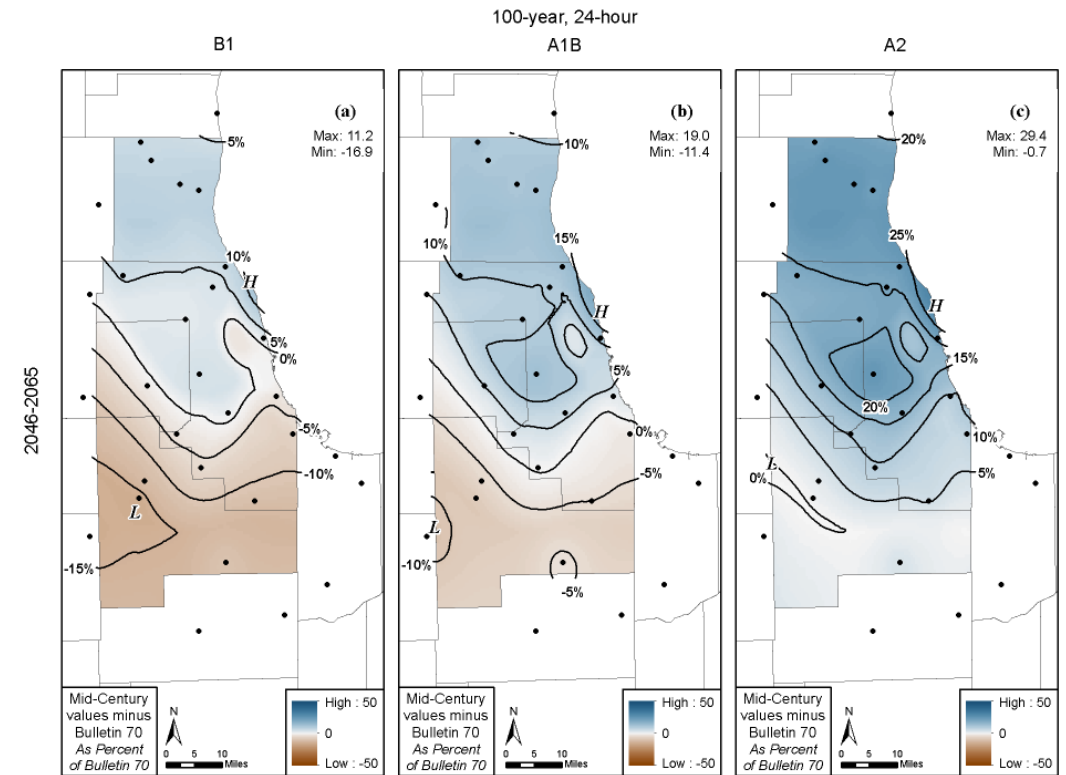 100-year, 24-hour
B1
A1B
A2
2046-2065
(a)
Max: 11.2
Min: -16.9
5%
10%
H
5%
0%
-5%
-10%
L
-15%
Mid-Century
values minus
Bulletin 70
As Percent
of Bulletin 70
N
0 5 10
Miles
High : 50
0
Low : -50
(b)
Max: 19.0
Min: -11.4
10%
15%
10%
H
5%
0%
-5%
L
-10%
-5%
Mid-Century
values minus
Bulletin 70
As Percent
of Bulletin 70
N
0 5 10
Miles
High : 50
0
Low : -50
(c)
Max: 29.4
Min: -0.7
20%
25%
H
15%
20%
10%
L
5%
0%
Mid-Century
values minus
Bulletin 70
As Percent
of Bulletin 70
N
0 5 10
Miles
High : 50
0
Low : -50